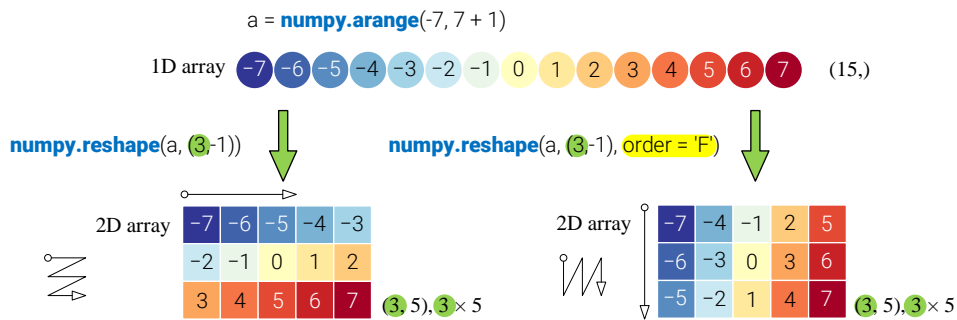 a = numpy.arange(-7, 7 + 1)
1D array −7 −6 −5 −4 −3 −2 −1 0 1 2 3 4 5 6 7 (15,)
numpy.reshape(a, (3,-1))
2D array
−7 −6 −5 −4 −3
−2 −1 0 1 2
3 4 5 6 7
(3, 5), 3 × 5
numpy.reshape(a, (3,-1), order = 'F')
2D array
−7 −4 −1 2 5
−6 −3 0 3 6
−5 −2 1 4 7
(3, 5), 3 × 5